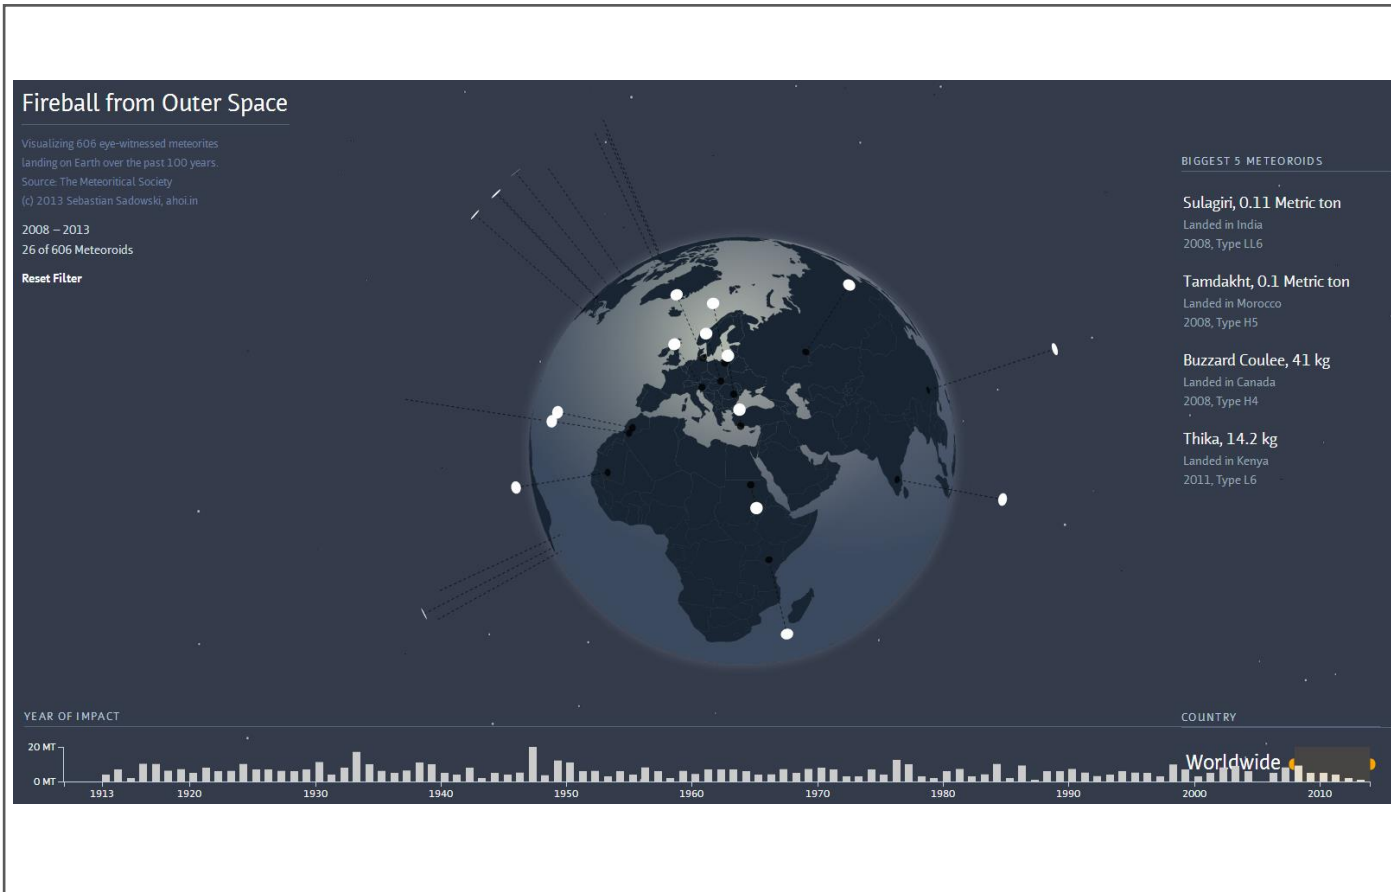 Fireball from Outer Space
Visualizing 606 eye-witnessed meteorites
landing on Earth over the past 100 years.
Source: The Meteoritical Society
(c) 2013 Sebastian Sadowski, ahoi.in
2008 – 2013
26 of 606 Meteoroids
Reset Filter
BIGGEST 5 METEOROIDS
Sulagiri, 0.11 Metric ton
Landed in India
2008, Type LL6
Tamdakht, 0.1 Metric ton
Landed in Morocco
2008, Type H5
Buzzard Coulee, 41 kg
Landed in Canada
2008, Type H4
Thika, 14.2 kg
Landed in Kenya
2011, Type L6
YEAR OF IMPACT
COUNTRY
20 MT
Worldwide
0 MT
1913 1920 1930 1940 1950 1960 1970 1980 1990 2000 2010